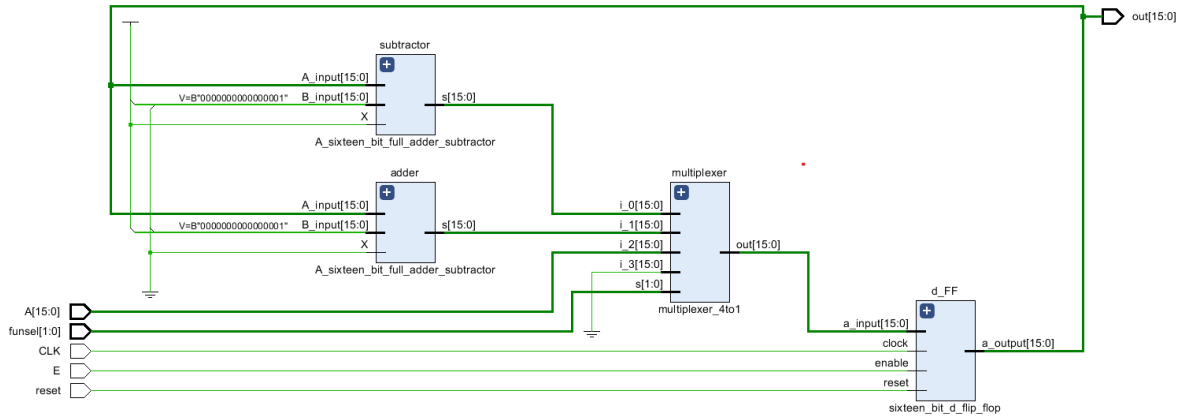 out[15:0]
subtractor
A_input[15:0]
V=B"0000000000000001" B_input[15:0] s[15:0]
X
A_sixteen_bit_full_adder_subtractor
adder
A_input[15:0]
V=B"0000000000000001" B_input[15:0] s[15:0]
X
A_sixteen_bit_full_adder_subtractor
multiplexer
i_0[15:0]
i_1[15:0]
i_2[15:0] out[15:0]
i_3[15:0]
s[1:0]
multiplexer_4to1
A[15:0]
funsel[1:0]
CLK
E
reset
d_FF
a_input[15:0]
clock a_output[15:0]
enable
reset
sixteen_bit_d_flip_flop